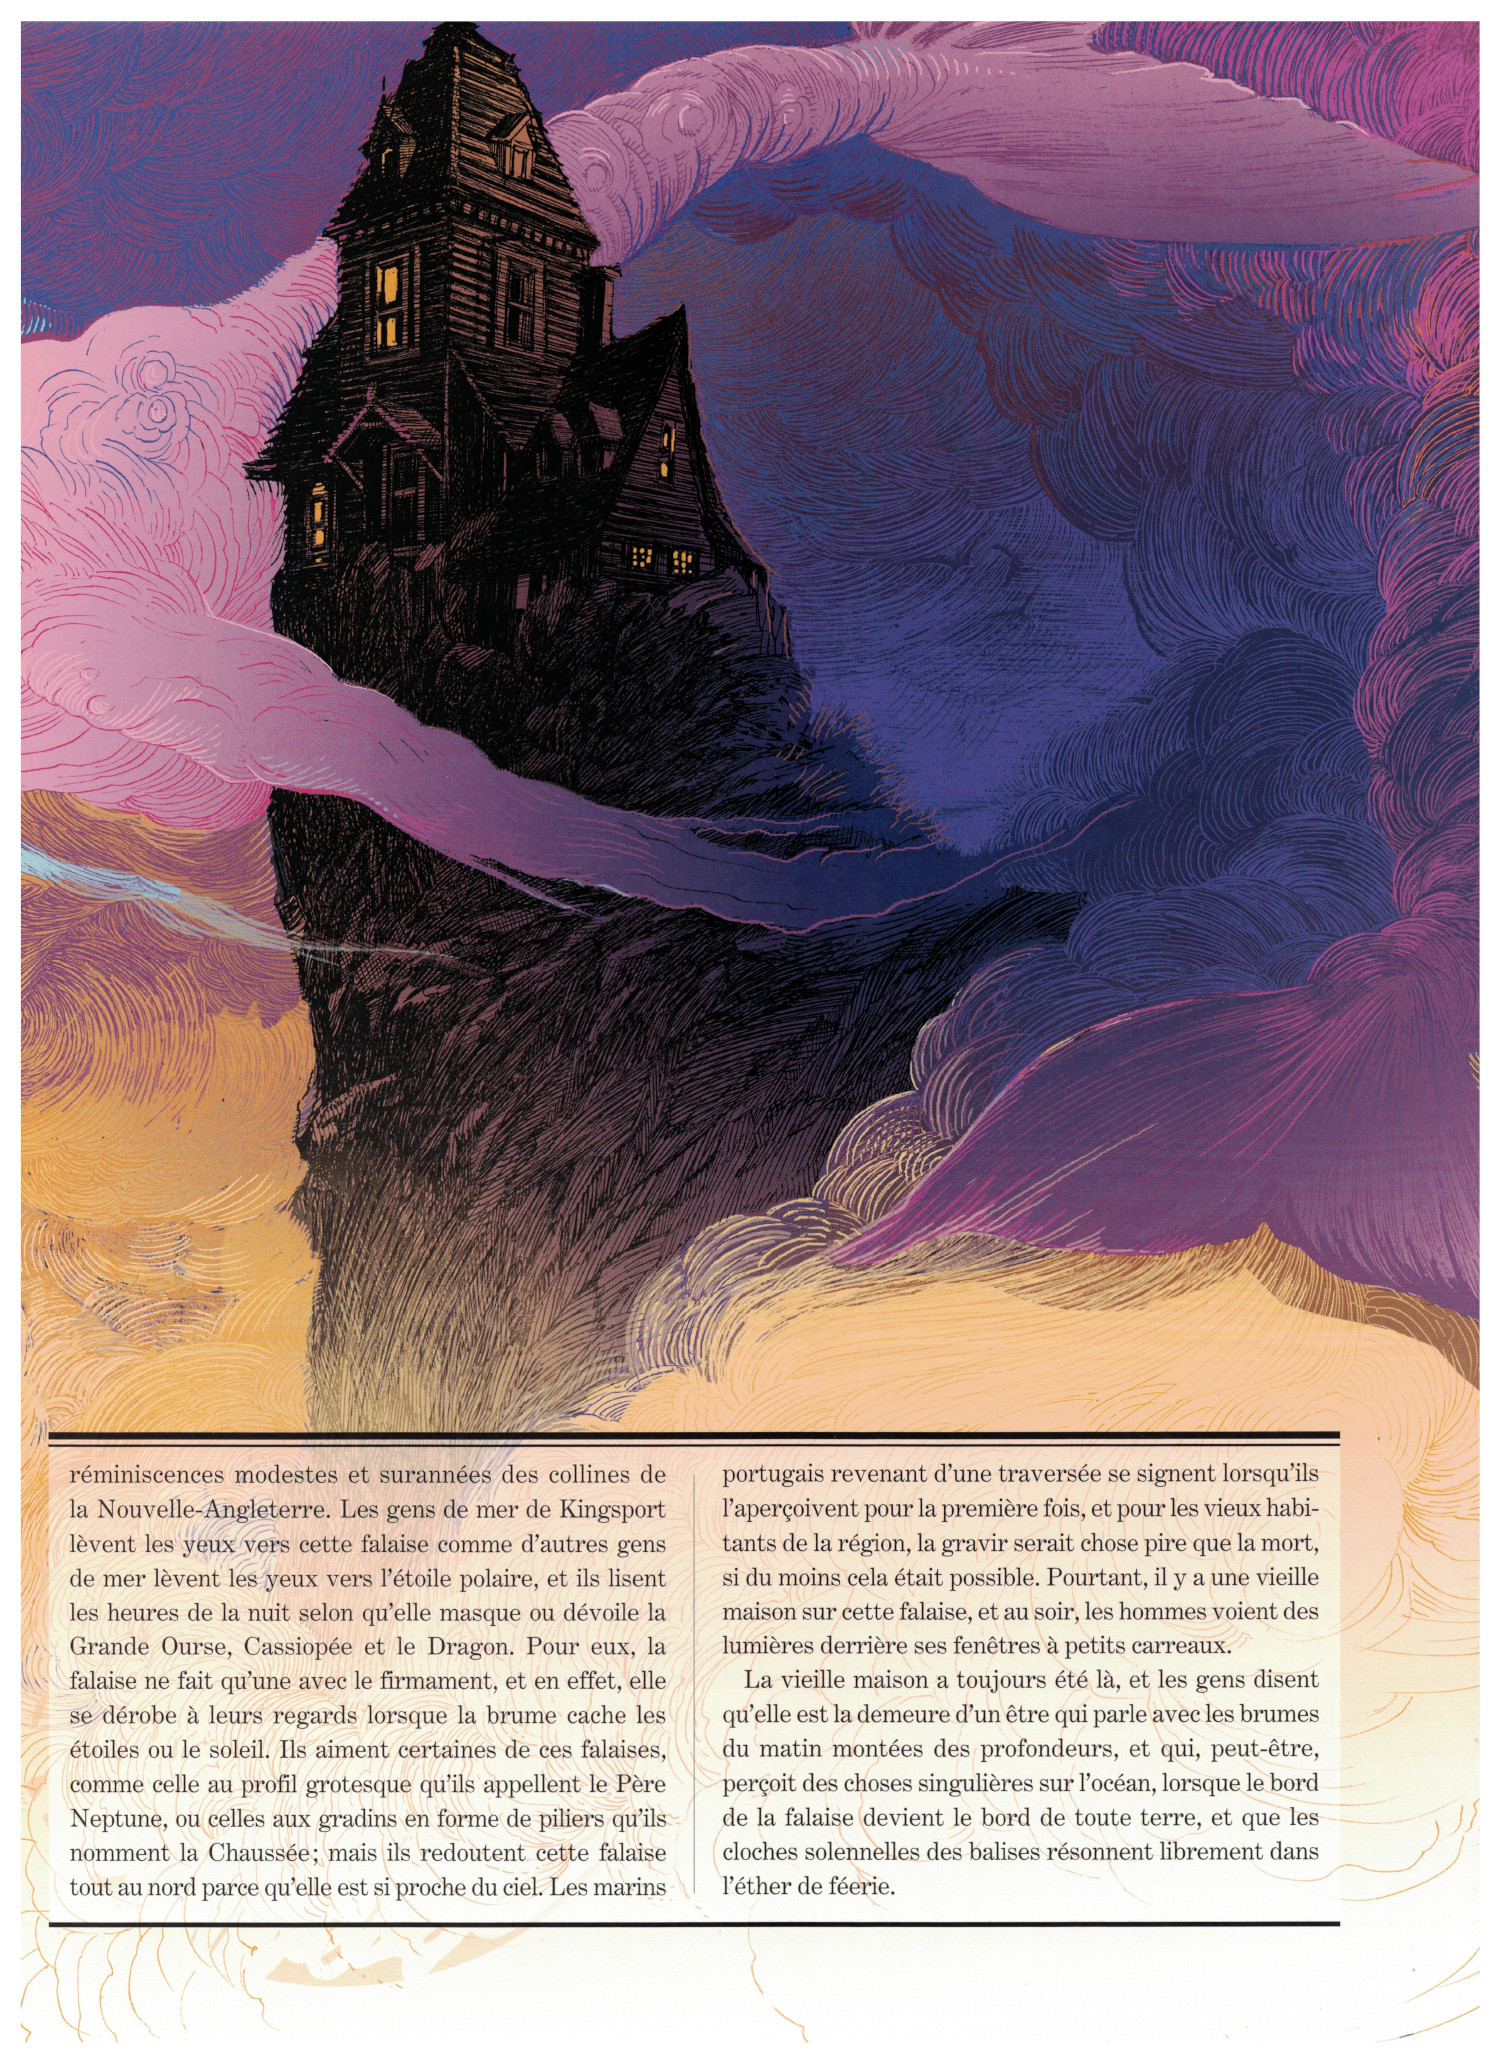 réminiscences modestes et surannées des collines de
la Nouvelle-Angleterre. Les gens de mer de Kingsport
lèvent les yeux vers cette falaise comme d'autres gens
de mer lèvent les yeux vers l'étoile polaire, et ils lisent
les heures de la nuit selon qu'elle masque ou dévoile la
Grande Ourse, Cassiopée et le Dragon. Pour eux, la
falaise ne fait qu'une avec le firmament, et en effet, elle
se dérobe à leurs regards lorsque la brume cache les
étoiles ou le soleil. Ils aiment certaines de ces falaises,
comme celle au profil grotesque qu'ils appellent le Père
Neptune, ou celles aux gradins en forme de piliers qu'ils
nomment la Chaussée; mais ils redoutent cette falaise
tout au nord parce qu'elle est si proche du ciel. Les marins
portugais revenant d'une traversée se signent lorsqu'ils
l'aperçoivent pour la première fois, et pour les vieux habi-
tants de la région, la gravir serait chose pire que la mort,
si du moins cela était possible. Pourtant, il y a une vieille
maison sur cette falaise, et au soir, les hommes voient des
lumières derrière ses fenêtres à petits carreaux.
La vieille maison a toujours été là, et les gens disent
qu'elle est la demeure d'un être qui parle avec les brumes
du matin montées des profondeurs, et qui, peut-être,
perçoit des choses singulières sur l'océan, lorsque le bord
de la falaise devient le bord de toute terre, et que les
cloches solennelles des balises résonnent librement dans
l'éther de féerie.